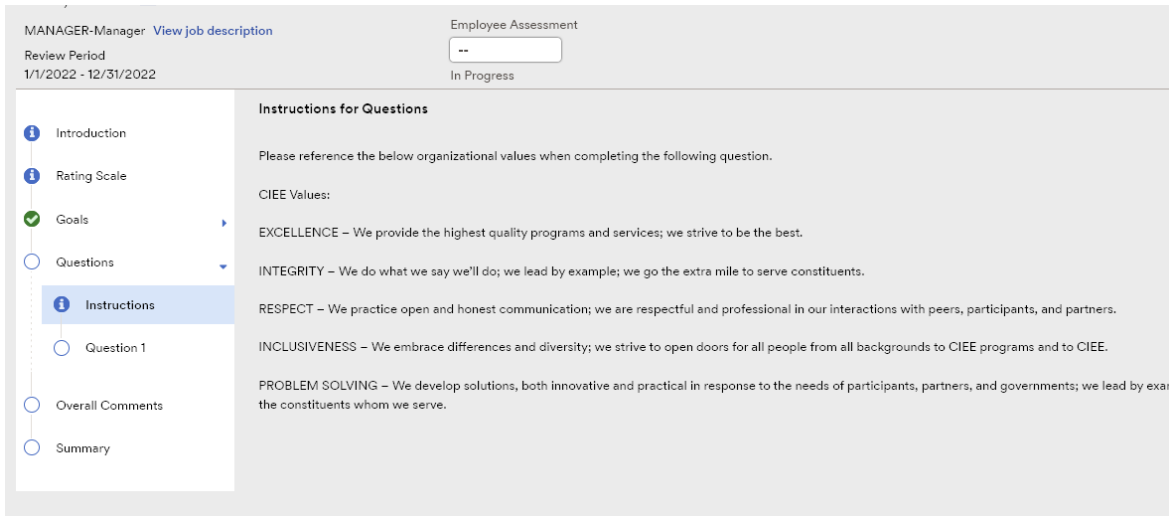 MANAGER-Manager View job description
Review Period
1/1/2022 - 12/31/2022
Employee Assessment
--
In Progress
Introduction
Rating Scale
Goals
Questions
Instructions
Question 1
Overall Comments
Summary
Instructions for Questions
Please reference the below organizational values when completing the following question.
CIEE Values:
EXCELLENCE – We provide the highest quality programs and services; we strive to be the best.
INTEGRITY – We do what we say we'll do; we lead by example; we go the extra mile to serve constituents.
RESPECT – We practice open and honest communication; we are respectful and professional in our interactions with peers, participants, and partners.
INCLUSIVENESS – We embrace differences and diversity; we strive to open doors for all people from all backgrounds to CIEE programs and to CIEE.
PROBLEM SOLVING – We develop solutions, both innovative and practical in response to the needs of participants, partners, and governments; we lead by
the constituents whom we serve.